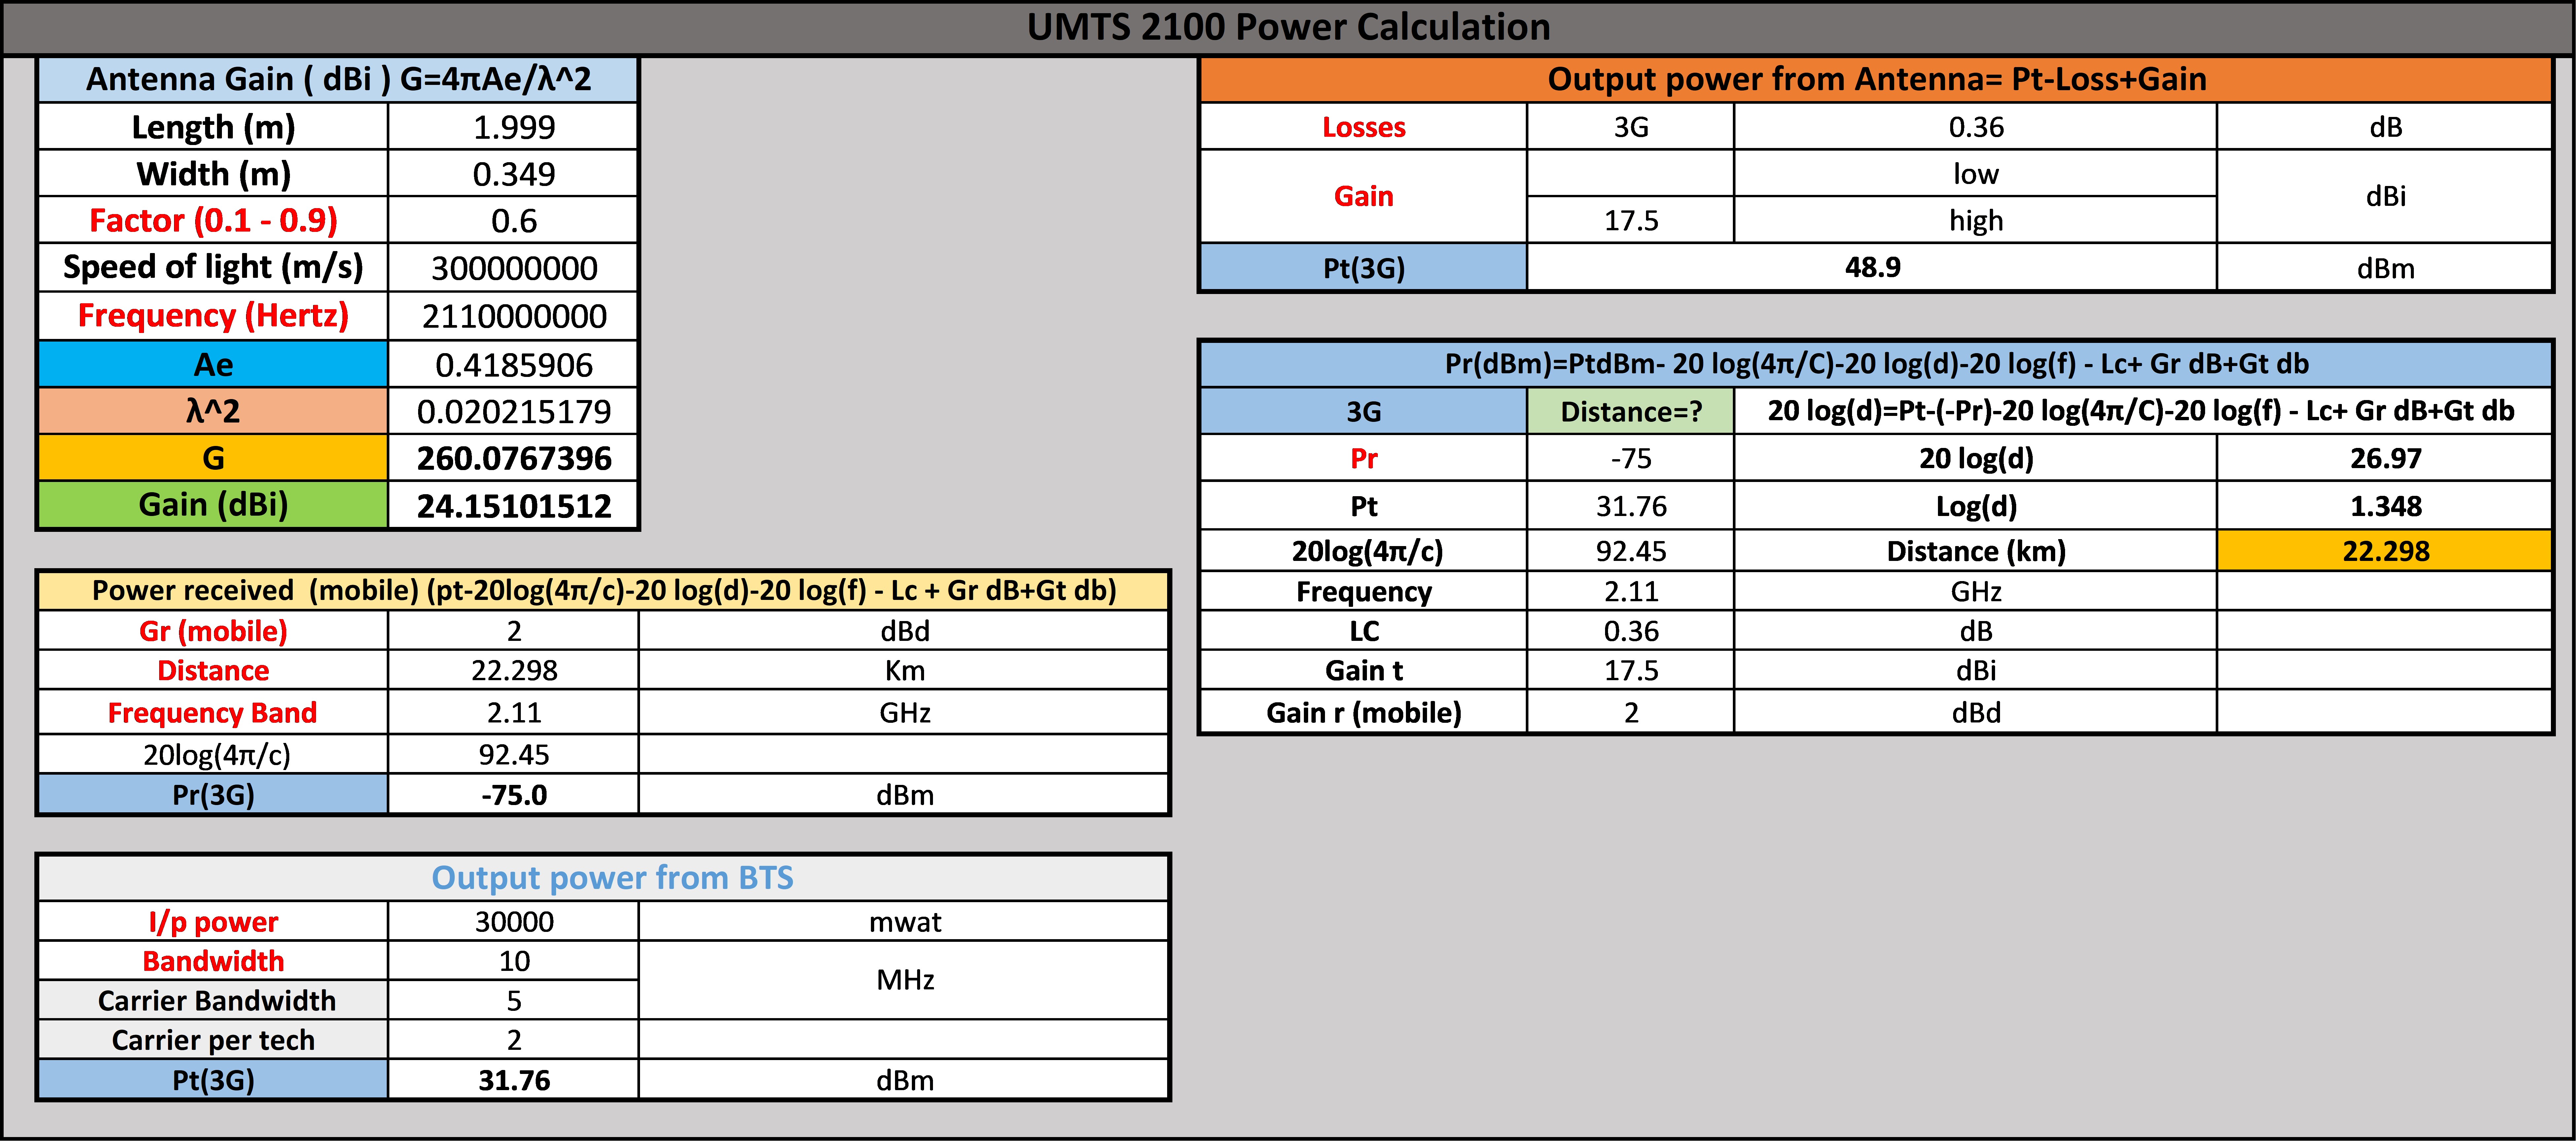 UMTS 2100 Power Calculation
Antenna Gain ( dBi ) G=4πAe/λ^2
Length (m) 1.999
Width (m) 0.349
Factor (0.1 - 0.9) 0.6
Speed of light (m/s) 300000000
Frequency (Hertz) 2110000000
Ae 0.4185906
λ^2 0.020215179
G 260.0767396
Gain (dBi) 24.15101512
Power received (mobile) (pt-20log(4π/c)-20 log(d)-20 log(f) - Lc + Gr dB+Gt db)
Gr (mobile) 2 dBd
Distance 22.298 Km
Frequency Band 2.11 GHz
20log(4π/c) 92.45
Pr(3G) -75.0 dBm
Output power from BTS
I/p power 30000 mwat
Bandwidth 10 MHz
Carrier Bandwidth 5
Carrier per tech 2
Pt(3G) 31.76 dBm
Output power from Antenna= Pt-Loss+Gain
Losses 3G 0.36 dB
Gain low dBi
17.5 high
Pt(3G) 48.9 dBm
Pr(dBm)=PtdBm- 20 log(4π/C)-20 log(d)-20 log(f) - Lc+ Gr dB+Gt db
3G Distance=? 20 log(d)=Pt-(-Pr)-20 log(4π/C)-20 log(f) - Lc+ Gr dB+Gt db
Pr -75 20 log(d) 26.97
Pt 31.76 Log(d) 1.348
20log(4π/c) 92.45 Distance (km) 22.298
Frequency 2.11 GHz
LC 0.36 dB
Gain t 17.5 dBi
Gain r (mobile) 2 dBd